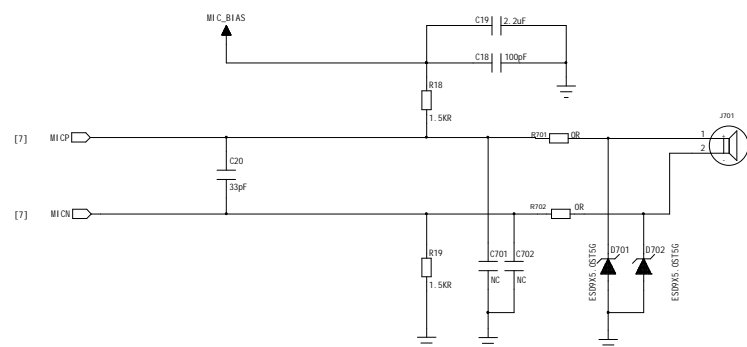 MIC_BIAS
C19 2.2uF
C18 100pF
R18
1.5KR
J701
[7] MICP
R701 0R
1
2
C20
33pF
[7] MICN
R702 0R
R19
1.5KR
C701 C702
NC NC
D701 D702
ESD9X5.0ST5G ESD9X5.0ST5G